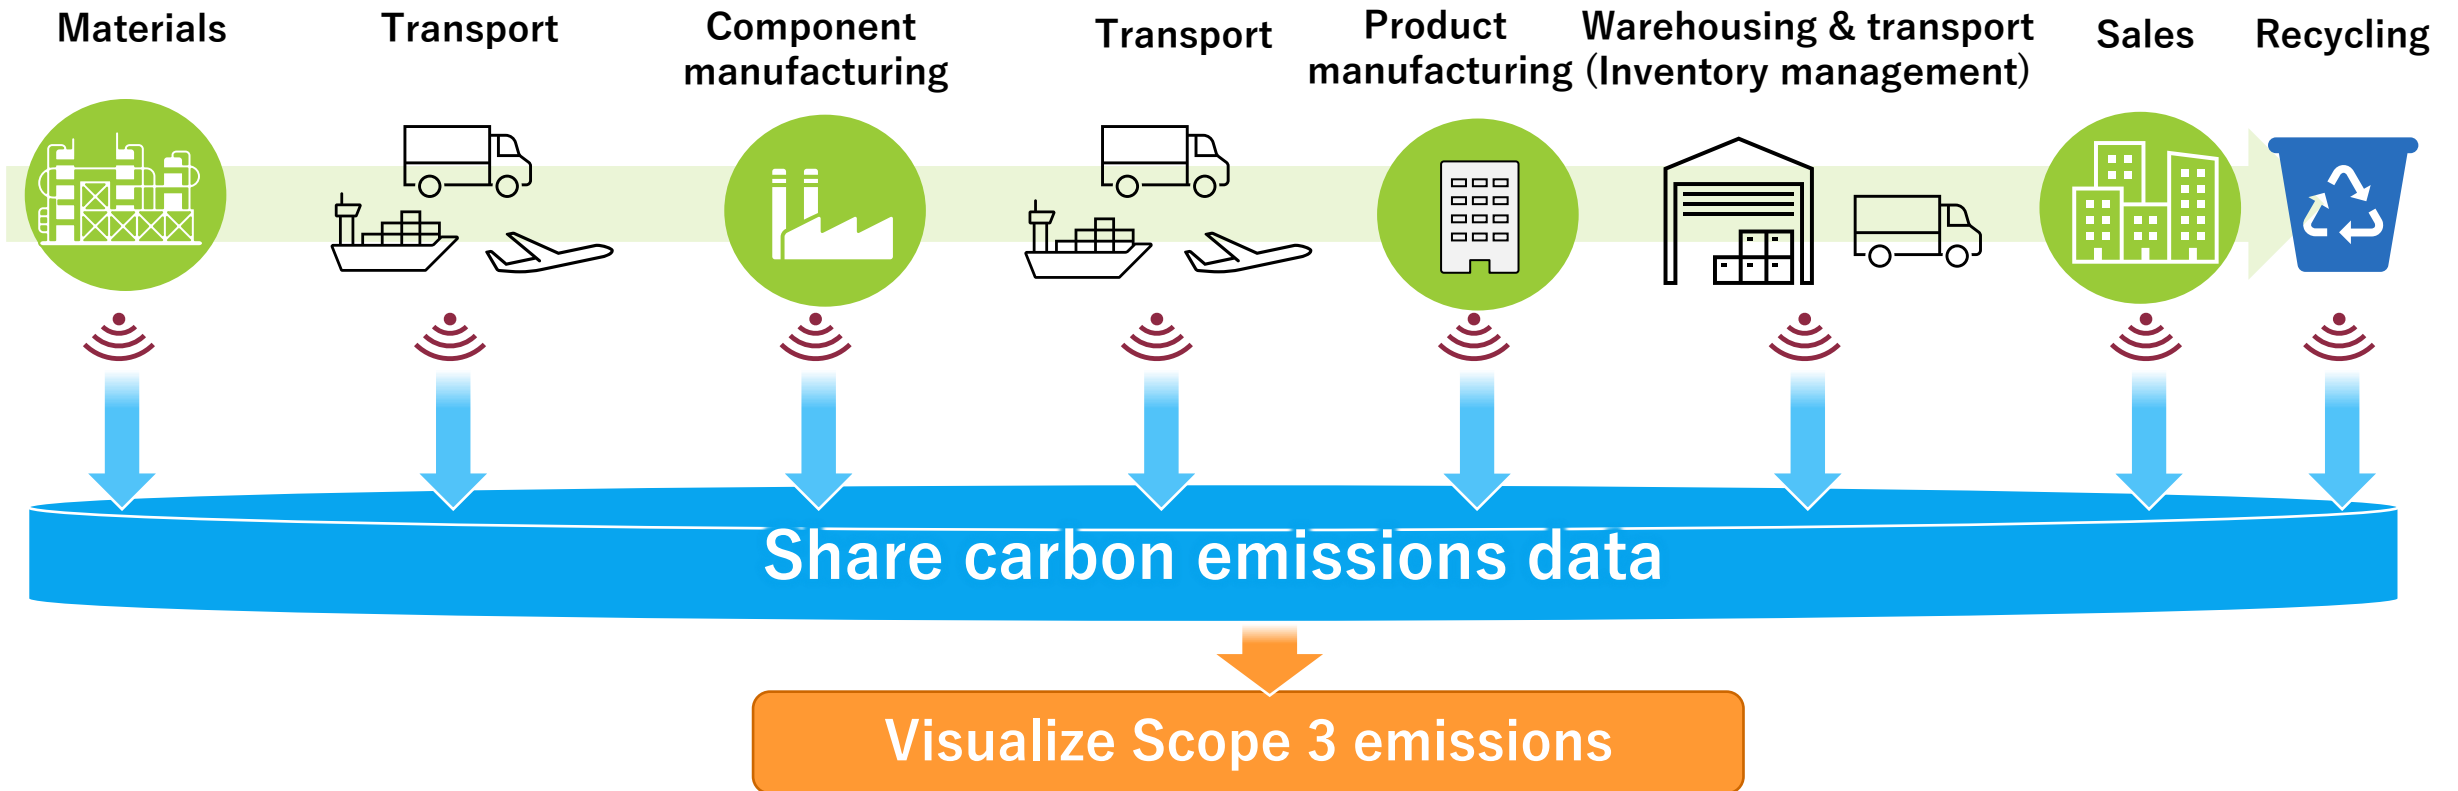 Materials
Transport
Component
manufacturing
Transport
Product
manufacturing
Warehousing & transport
(Inventory management)
Sales
Recycling
Share carbon emissions data
Visualize Scope 3 emissions